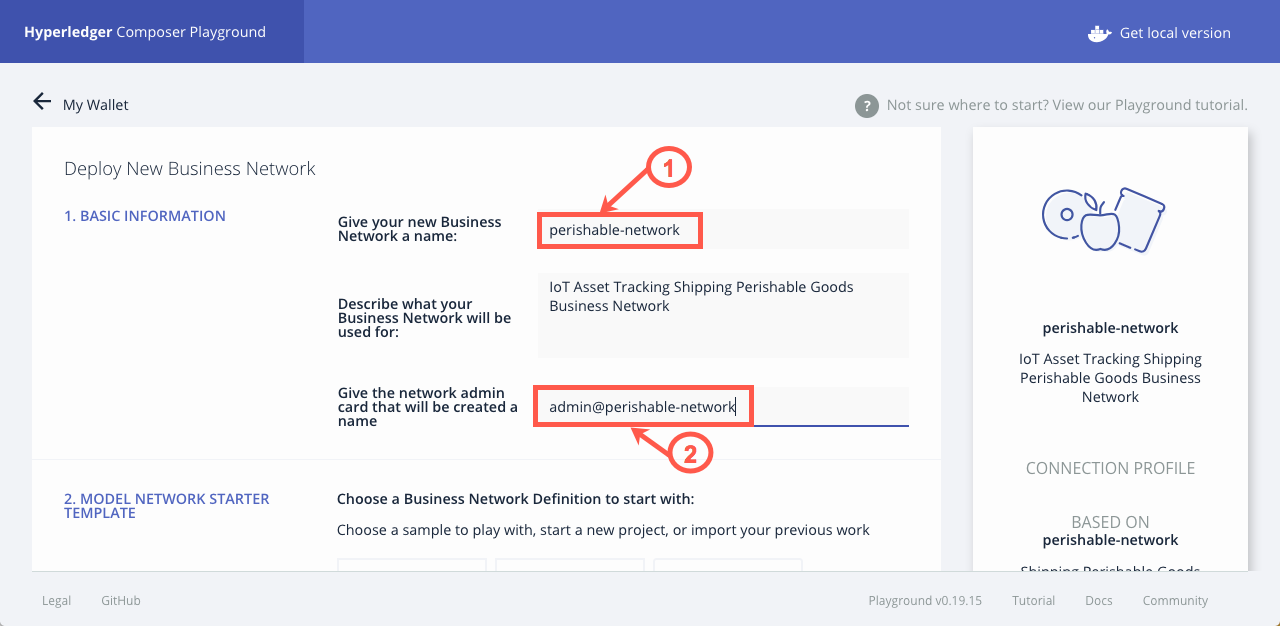 Hyperledger Composer Playground
Get local version
My Wallet
? Not sure where to start? View our Playground tutorial.
Deploy New Business Network
1. BASIC INFORMATION
Give your new Business
Network a name:
1
perishable-network
Describe what your
Business Network will be
used for:
IoT Asset Tracking Shipping Perishable Goods
Business Network
Give the network admin
card that will be created a
name
admin@perishable-network
2
2. MODEL NETWORK STARTER
TEMPLATE
Choose a Business Network Definition to start with:
Choose a sample to play with, start a new project, or import your previous work
perishable-network
IoT Asset Tracking Shipping
Perishable Goods Business
Network
CONNECTION PROFILE
BASED ON
perishable-network
Shipping Perishable Goods
Legal
GitHub
Playground v0.19.15
Tutorial
Docs
Community